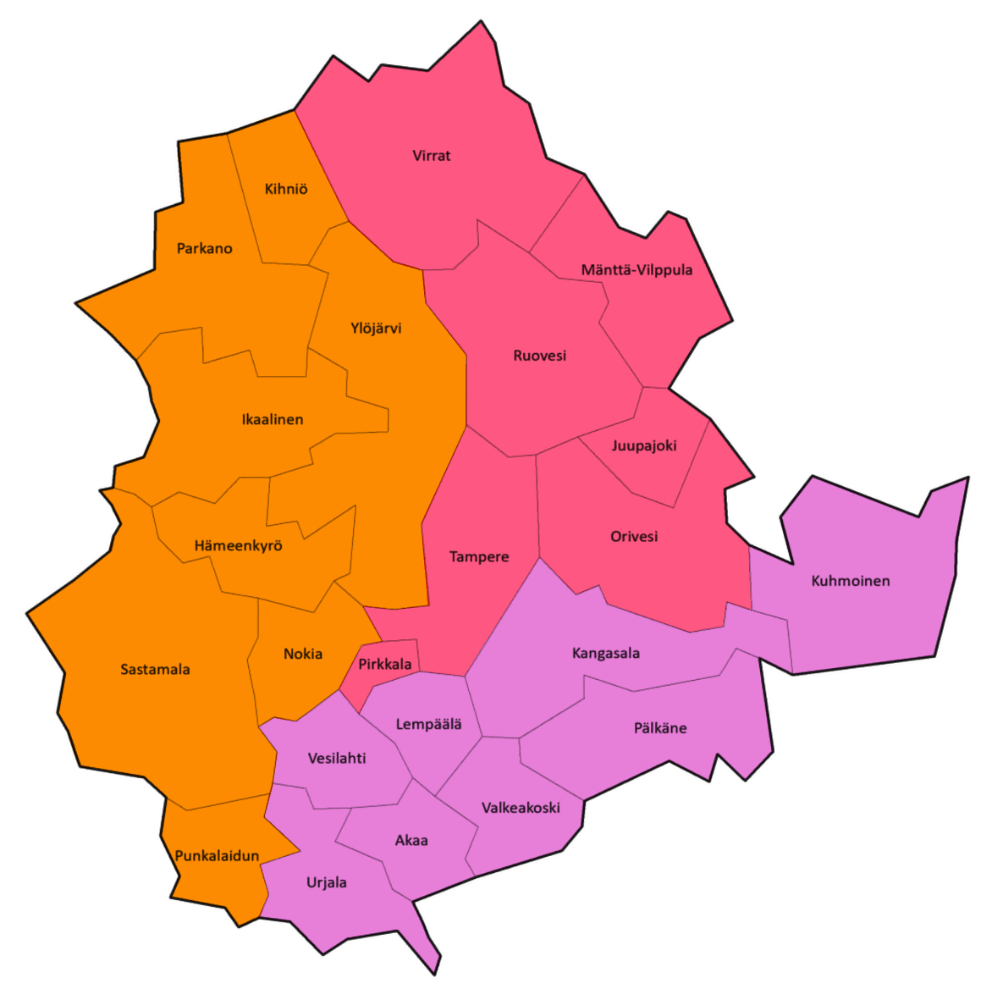 Virrat
Kihniö
Parkano
Mänttä-Vilppula
Ylöjärvi
Ruovesi
Ikaalinen
Juupajoki
Orivesi
Hämeenkyrö
Tampere
Kuhmoinen
Nokia
Kangasala
Pirkkala
Sastamala
Lempäälä
Pälkäne
Vesilahti
Valkeakoski
Akaa
Punkalaidun
Urjala